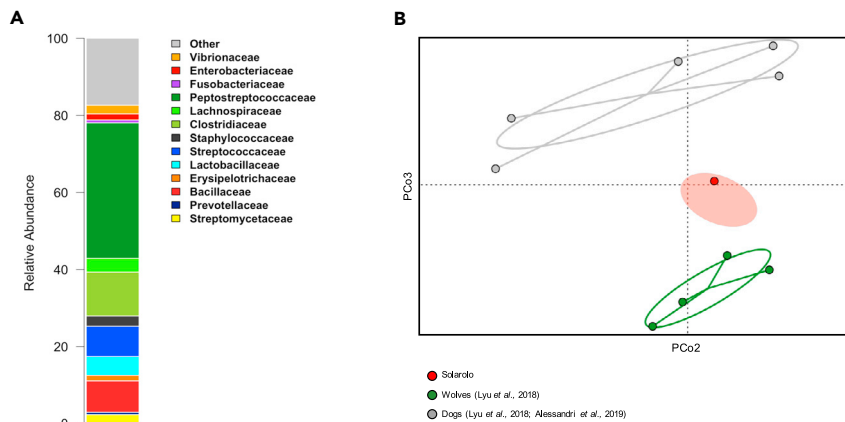 A
100
80
60
40
20
0
Relative Abundance
Other
Vibrionaceae
Enterobacteriaceae
Fusobacteriaceae
Peptostreptococcaceae
Lachnospiraceae
Clostridiaceae
Staphylococcaceae
Streptococcaceae
Lactobacillaceae
Erysipelotrichaceae
Bacillaceae
Prevotellaceae
Streptomycetaceae
B
PCo3
PCo2
Solarolo
Wolves (Lyu et al., 2018)
Dogs (Lyu et al., 2018; Alessandri et al., 2019)